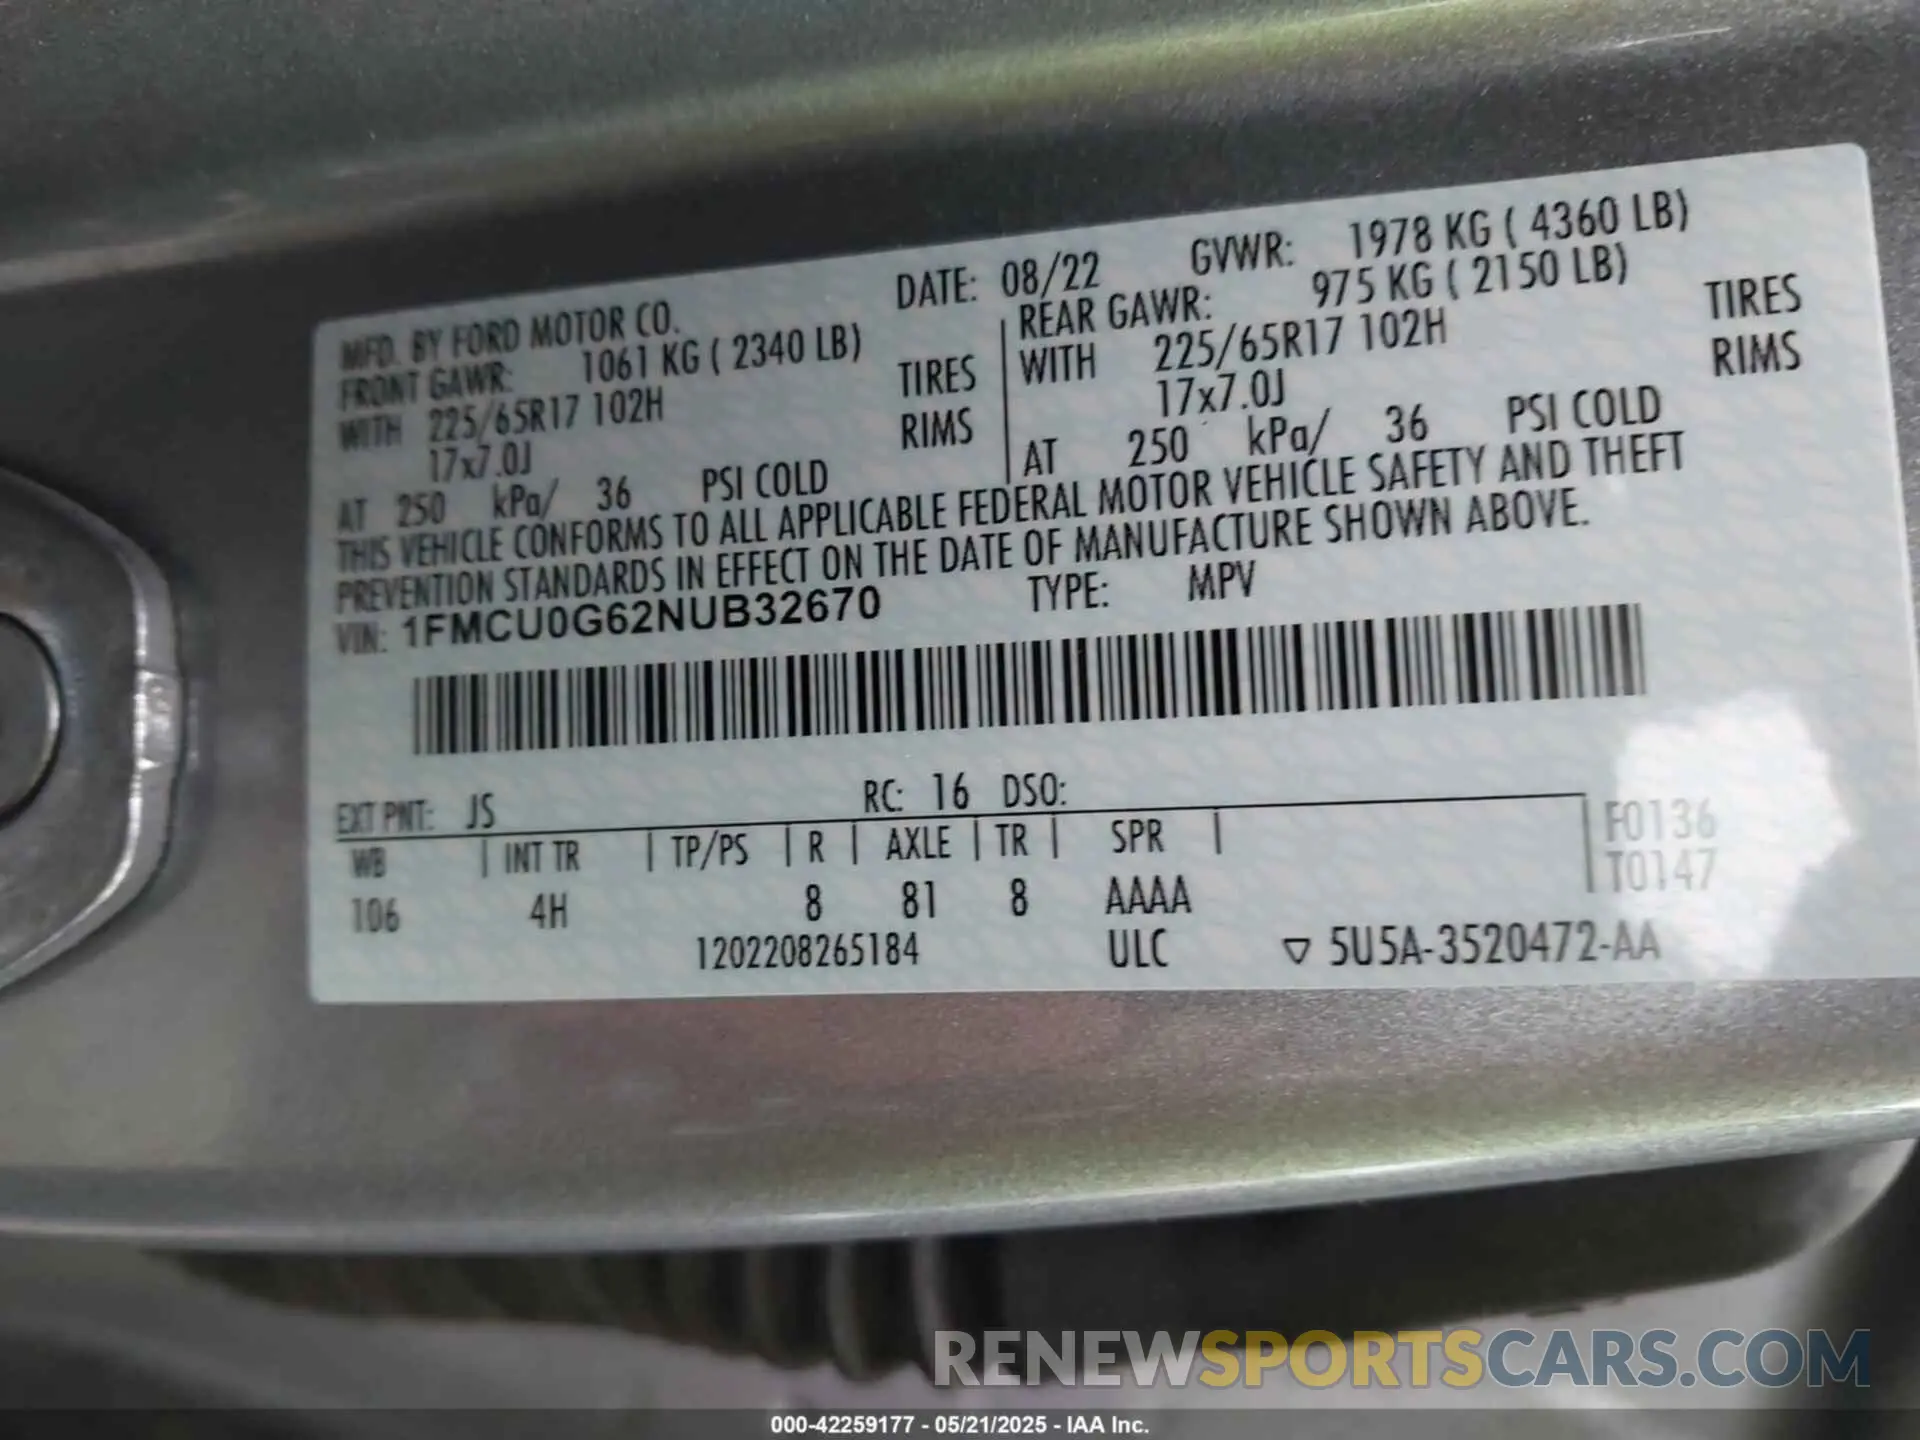 MFD. BY FORD MOTOR CO. DATE: 08/22 GVWR: 1978 KG ( 4360 LB)
FRONT GAWR: 1061 KG ( 2340 LB) REAR GAWR: 975 KG ( 2150 LB)
WITH 225/65R17 102H TIRES WITH 225/65R17 102H TIRES
17x7.0J RIMS 17x7.0J RIMS
AT 250 kPa/ 36 PSI COLD AT 250 kPa/ 36 PSI COLD
THIS VEHICLE CONFORMS TO ALL APPLICABLE FEDERAL MOTOR VEHICLE SAFETY AND THEFT
PREVENTION STANDARDS IN EFFECT ON THE DATE OF MANUFACTURE SHOWN ABOVE.
VIN: 1FMCU0G62NUB32670 TYPE: MPV
EXT PNT: JS RC: 16 DSO:
WB | INT TR | TP/PS | R | AXLE | TR | SPR | F0136
T0147
106 4H 8 81 8 AAAA
1202208265184 ULC ▽ 5U5A-3520472-AA
RENEWSPORTSCARS.COM
000-42259177 - 05/21/2025 - IAA Inc.